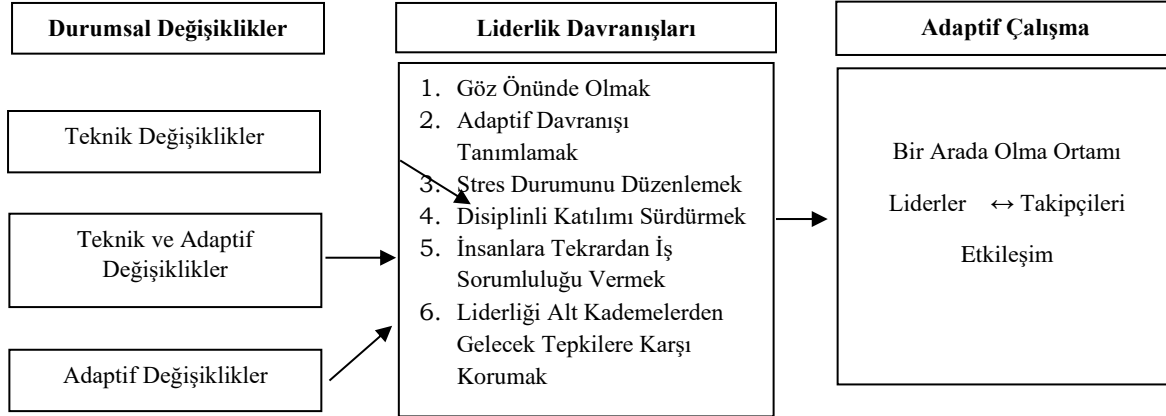 Durumsal Değişiklikler
Teknik Değişiklikler
Teknik ve Adaptif
Değişiklikler
Adaptif Değişiklikler
Liderlik Davranışları
1. Göz Önünde Olmak
2. Adaptif Davranışı
Tanımlamak
3. Stres Durumunu Düzenlemek
4. Disiplinli Katılımı Sürdürmek
5. İnsanlara Tekrardan İş
Sorumluluğu Vermek
6. Liderliği Alt Kademelerden
Gelecek Tepkilere Karşı
Korumak
Adaptif Çalışma
Bir Arada Olma Ortamı
Liderler ↔ Takipçileri
Etkileşim